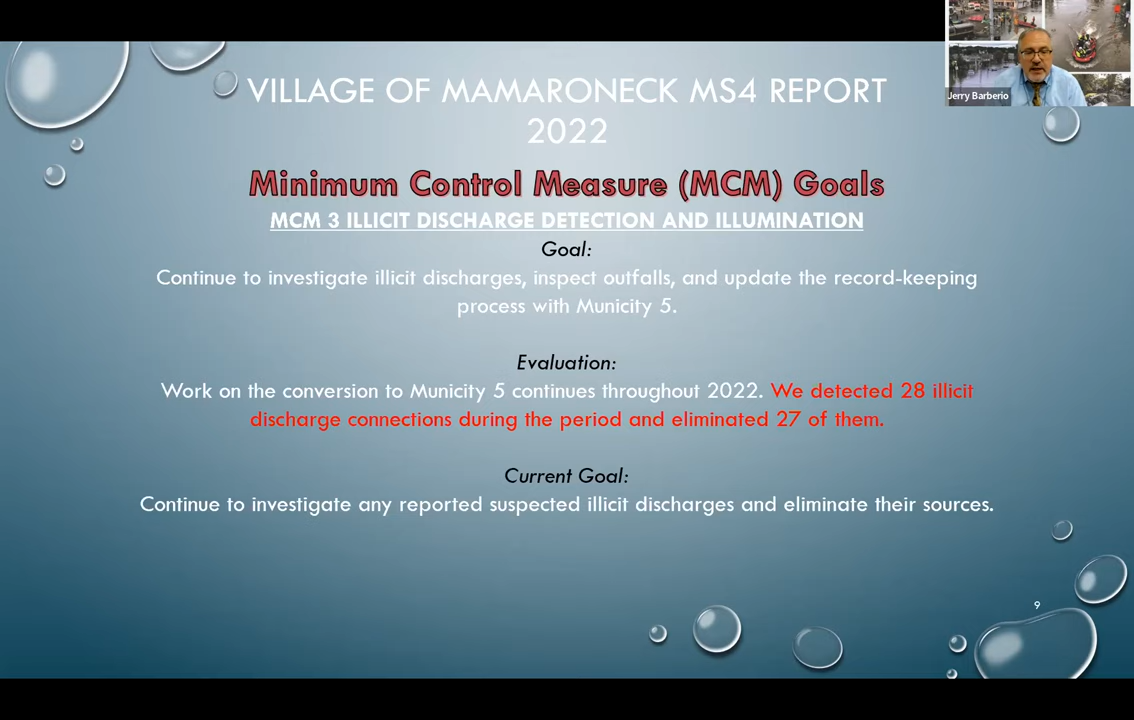 Jerry Barberio
VILLAGE OF MAMARONECK MS4 REPORT
2022
Minimum Control Measure (MCM) Goals
MCM 3 ILLICIT DISCHARGE DETECTION AND ILLUMINATION
Goal:
Continue to investigate illicit discharges, inspect outfalls, and update the record-keeping
process with Municity 5.
Evaluation:
Work on the conversion to Municity 5 continues throughout 2022. We detected 28 illicit
discharge connections during the period and eliminated 27 of them.
Current Goal:
Continue to investigate any reported suspected illicit discharges and eliminate their sources.
9